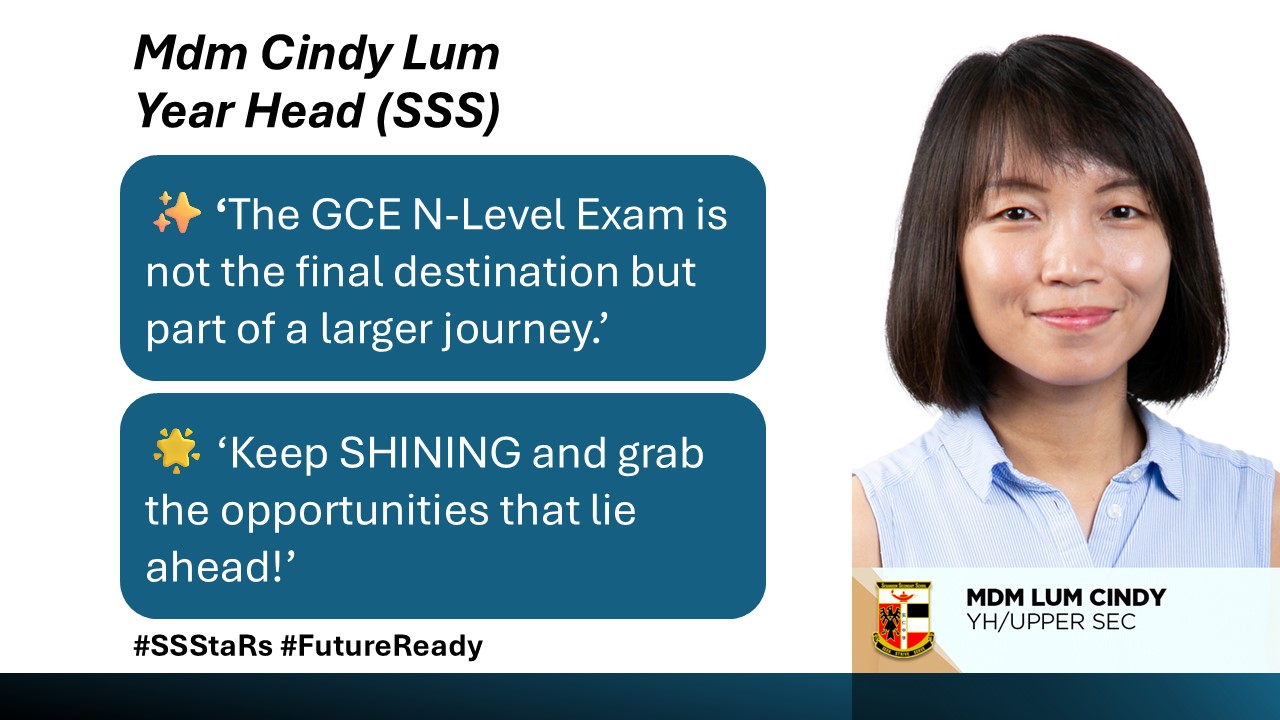 Mdm Cindy Lum
Year Head (SSS)
✨ ‘The GCE N-Level Exam is
not the final destination but
part of a larger journey.’
🌟 ‘Keep SHINING and grab
the opportunities that lie
ahead!’
#SSStaRs #FutureReady
MDM LUM CINDY
YH/UPPER SEC